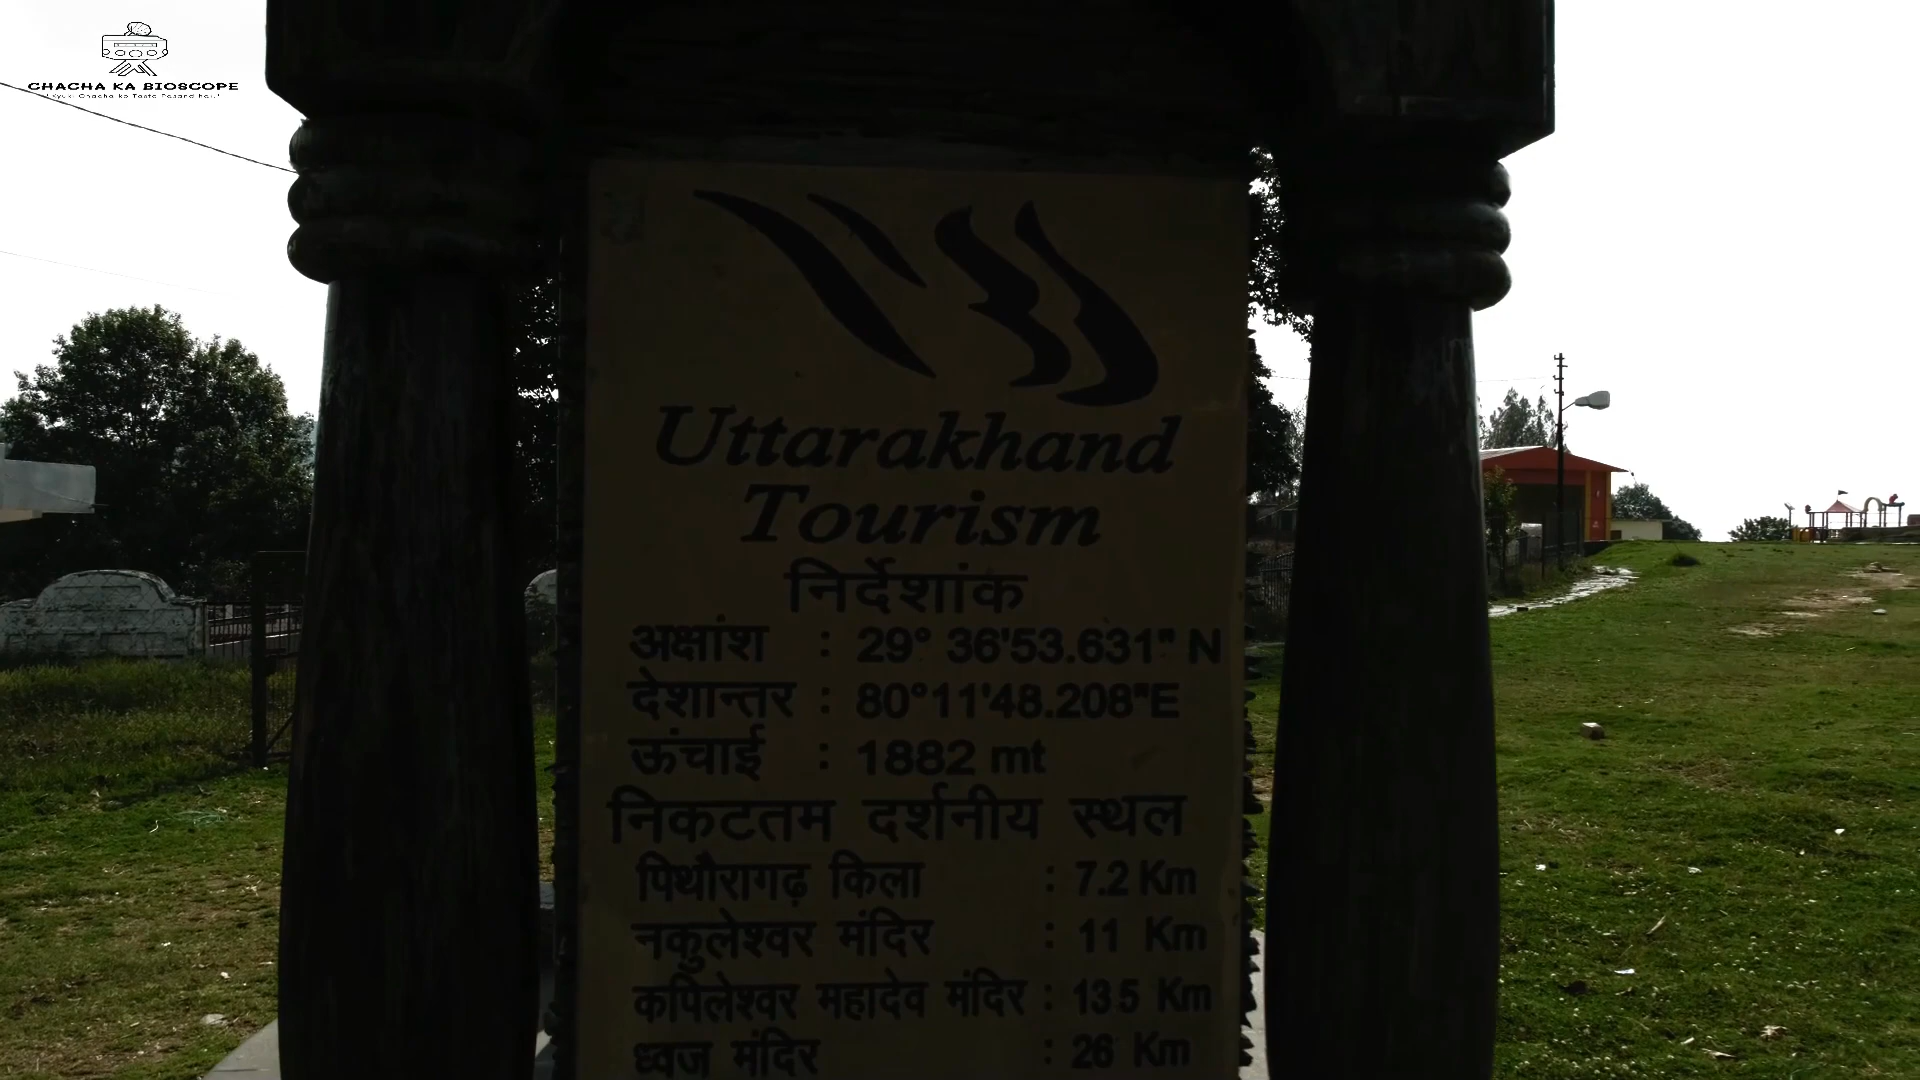 CHACHA KA BIOSCOPE
Uttarakhand
Tourism
निर्देशांक
अक्षांश : 29° 36'53.631" N
देशान्तर : 80°11'48.208"E
ऊंचाई : 1882 mt
निकटतम दर्शनीय स्थल
पिथौरागढ़ किला : 7.2 Km
नकुलेश्वर मंदिर : 11 Km
कपिलेश्वर महादेव मंदिर : 13 5 Km
ध्वज मंदिर : 26 Km